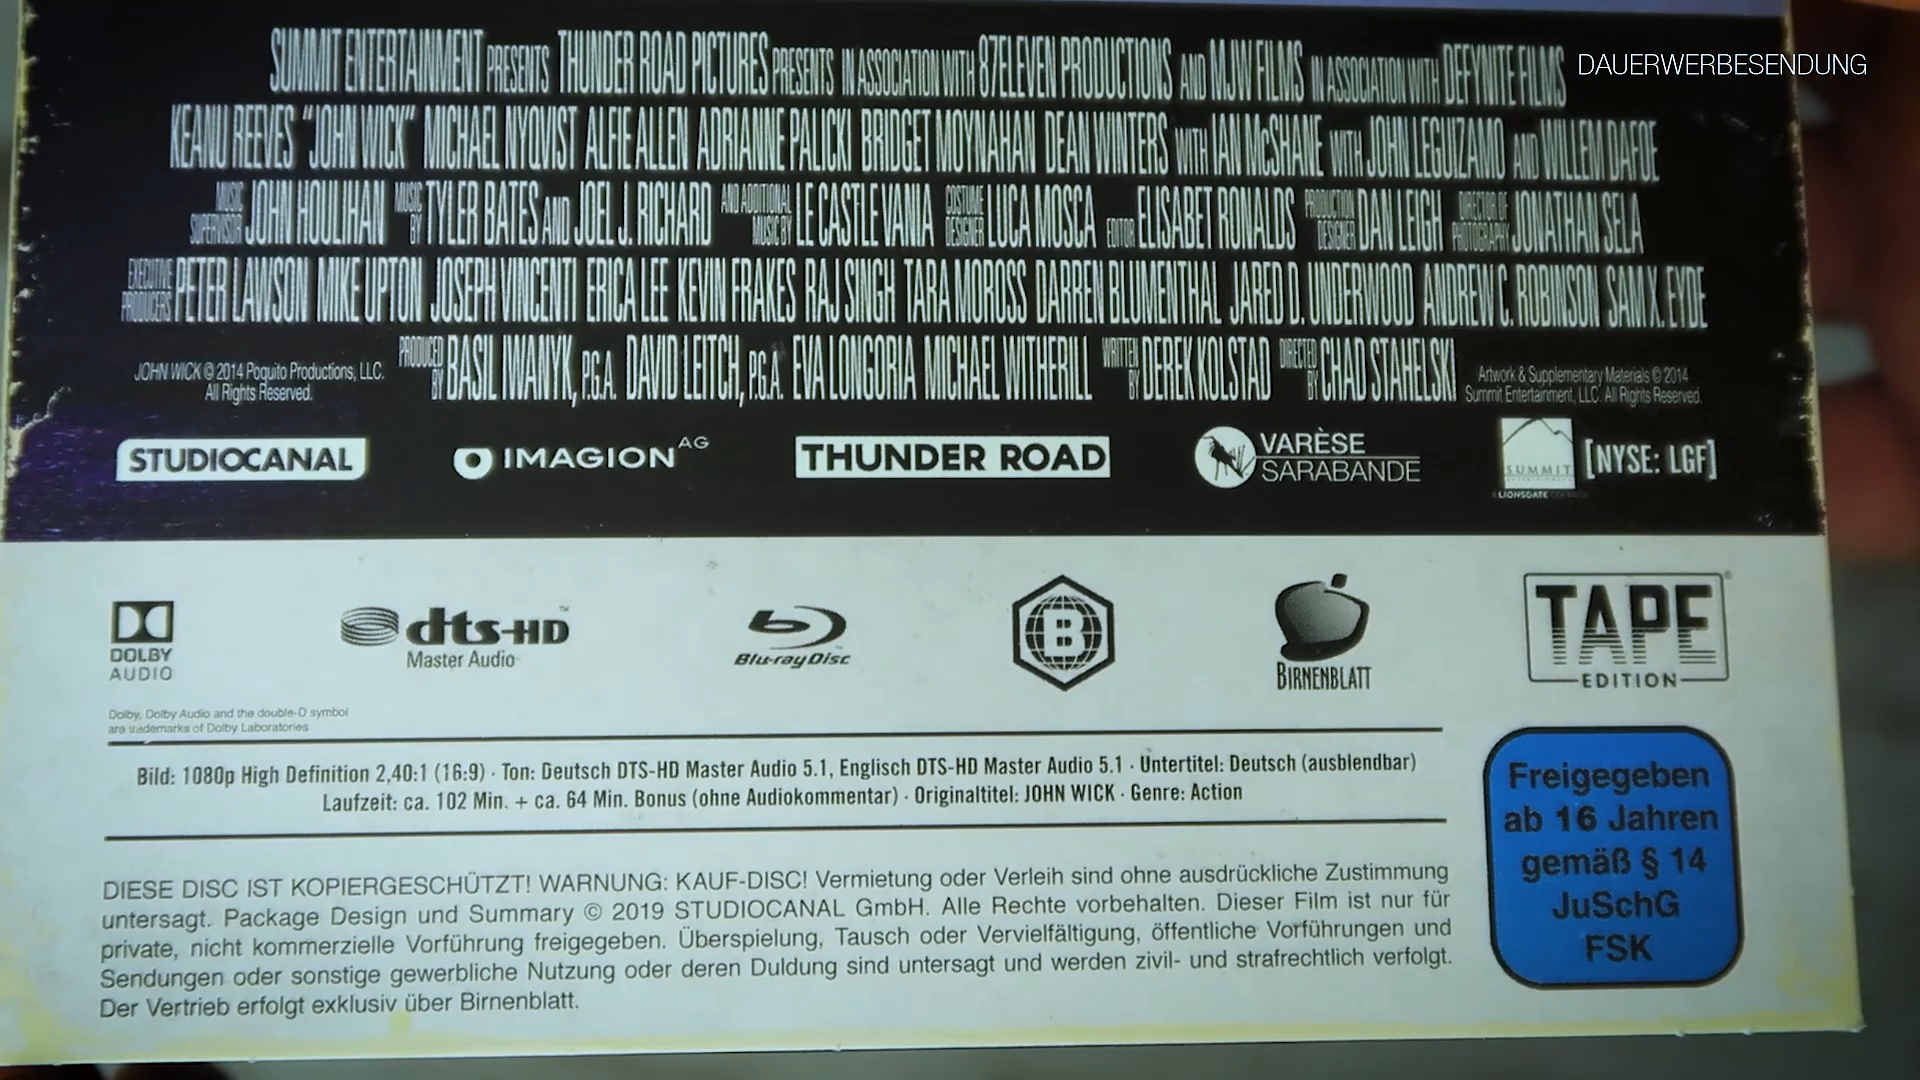 DAUERWERBESENDUNG
SUMMIT ENTERTAINMENT PRESENTS THUNDER ROAD PICTURES PRESENTS IN ASSOCIATION WITH 87ELEVEN PRODUCTIONS AND MJW FILMS IN ASSOCIATION WITH DEFYNITE FILMS
KEANU REEVES "JOHN WICK" MICHAEL NYQVIST ALFIE ALLEN ADRIANNE PALICKI BRIDGET MOYNAHAN DEAN WINTERS WITH IAN McSHANE WITH JOHN LEGUIZAMO AND WILLEM DAFOE
MUSIC SUPERVISOR JOHN HOULIHAN MUSIC BY TYLER BATES AND JOEL J. RICHARD AND ADDITIONAL MUSIC BY LE CASTLE VANIA COSTUME DESIGNER LUCA MOSCA EDITOR ELISABET RONALDS PRODUCTION DESIGNER DAN LEIGH DIRECTOR OF PHOTOGRAPHY JONATHAN SELA
EXECUTIVE PRODUCERS PETER LAWSON MIKE UPTON JOSEPH VINCENTI ERICA LEE KEVIN FRAKES RAJ SINGH TARA MOROSS DARREN BLUMENTHAL JARED D. UNDERWOOD ANDREW C. ROBINSON SAM X. EYDE
PRODUCED BY BASIL IWANYK, P.G.A. DAVID LEITCH, P.G.A. EVA LONGORIA MICHAEL WITHERILL WRITTEN BY DEREK KOLSTAD DIRECTED BY CHAD STAHELSKI
JOHN WICK © 2014 Poquito Productions, LLC.
All Rights Reserved.
Artwork & Supplementary Materials © 2014
Summit Entertainment, LLC. All Rights Reserved.
STUDIOCANAL
IMAGION AG
THUNDER ROAD
VARÈSE
SARABANDE
SUMMIT
ENTERTAINMENT
A LIONSGATE COMPANY
[NYSE: LGF]
DOLBY
AUDIO
dts-HD™
Master Audio
Blu-ray Disc
B
BIRNENBLATT
TAPE®
EDITION
Dolby, Dolby Audio and the double-D symbol
are trademarks of Dolby Laboratories
Bild: 1080p High Definition 2,40:1 (16:9) · Ton: Deutsch DTS-HD Master Audio 5.1, Englisch DTS-HD Master Audio 5.1 · Untertitel: Deutsch (ausblendbar)
Laufzeit: ca. 102 Min. + ca. 64 Min. Bonus (ohne Audiokommentar) · Originaltitel: JOHN WICK · Genre: Action
DIESE DISC IST KOPIERGESCHÜTZT! WARNUNG: KAUF-DISC! Vermietung oder Verleih sind ohne ausdrückliche Zustimmung
untersagt. Package Design und Summary © 2019 STUDIOCANAL GmbH. Alle Rechte vorbehalten. Dieser Film ist nur für
private, nicht kommerzielle Vorführung freigegeben. Überspielung, Tausch oder Vervielfältigung, öffentliche Vorführungen und
Sendungen oder sonstige gewerbliche Nutzung oder deren Duldung sind untersagt und werden zivil- und strafrechtlich verfolgt.
Der Vertrieb erfolgt exklusiv über Birnenblatt.
Freigegeben
ab 16 Jahren
gemäß § 14
JuSchG
FSK